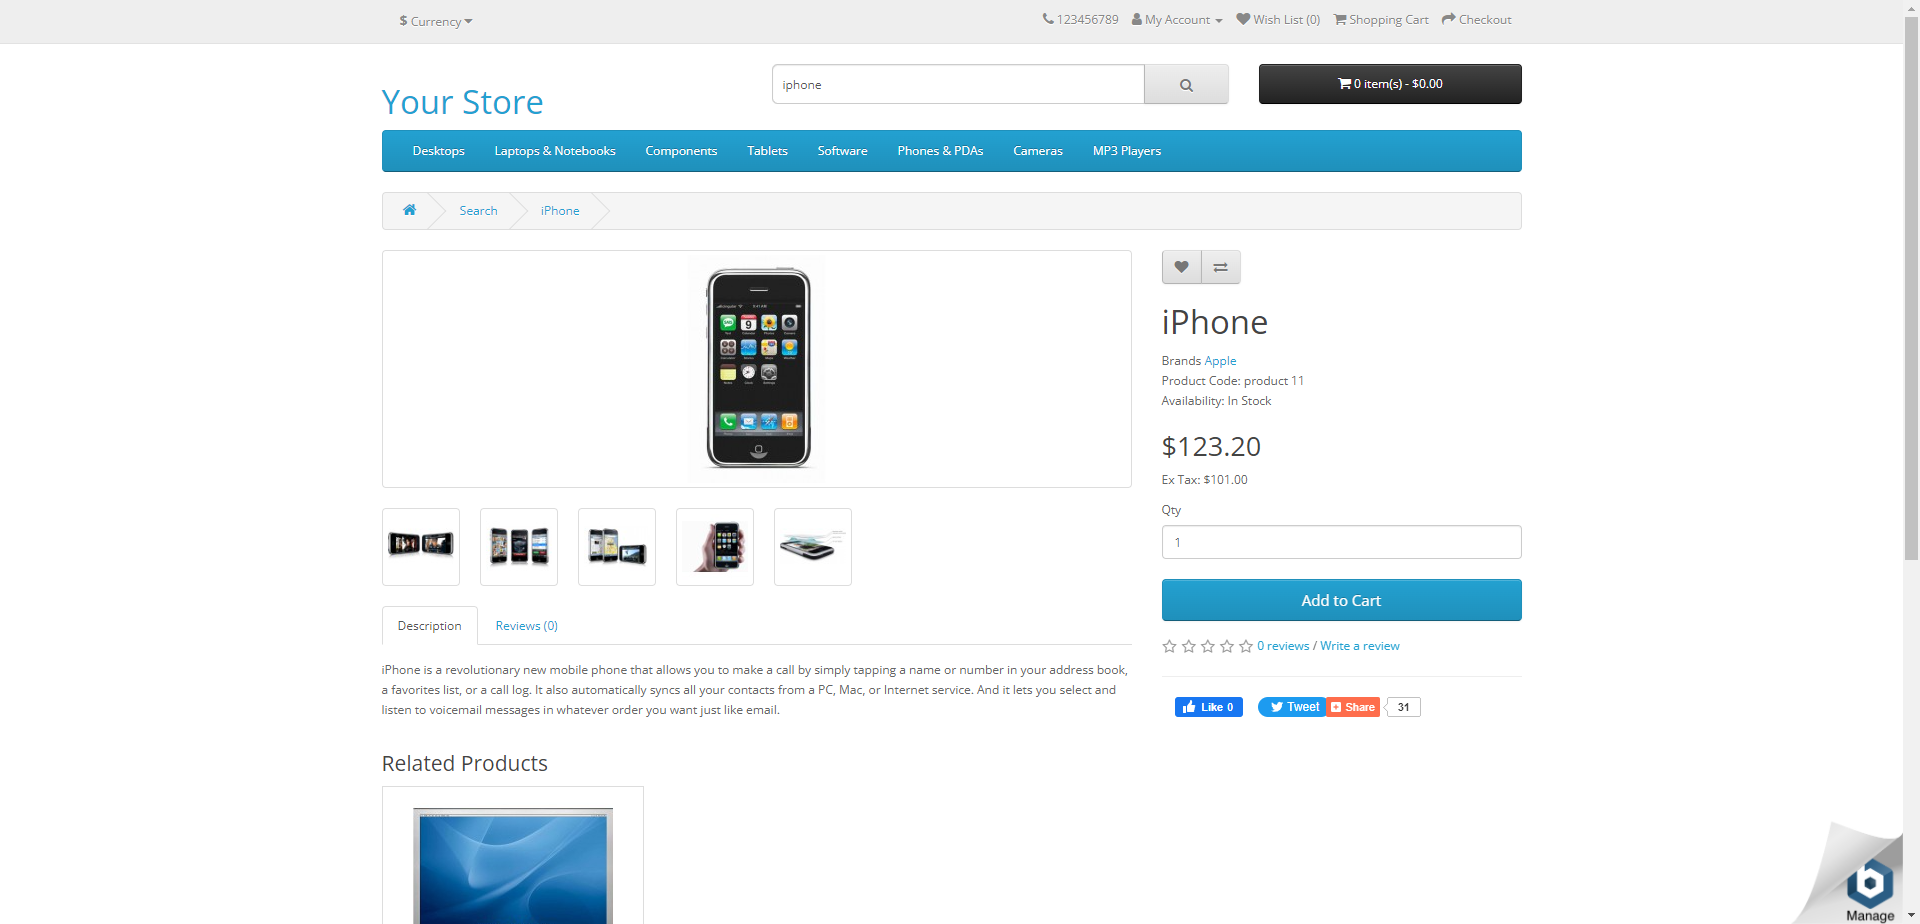 $ Currency
123456789 My Account Wish List (0) Shopping Cart Checkout
Your Store
iphone
0 item(s) - $0.00
Desktops Laptops & Notebooks Components Tablets Software Phones & PDAs Cameras MP3 Players
Search iPhone
iPhone
Brands Apple
Product Code: product 11
Availability: In Stock
$123.20
Ex Tax: $101.00
Qty
1
Add to Cart
0 reviews / Write a review
Like 0 Tweet Share 31
Description Reviews (0)
iPhone is a revolutionary new mobile phone that allows you to make a call by simply tapping a name or number in your address book,
a favorites list, or a call log. It also automatically syncs all your contacts from a PC, Mac, or Internet service. And it lets you select and
listen to voicemail messages in whatever order you want just like email.
Related Products
b
Manage